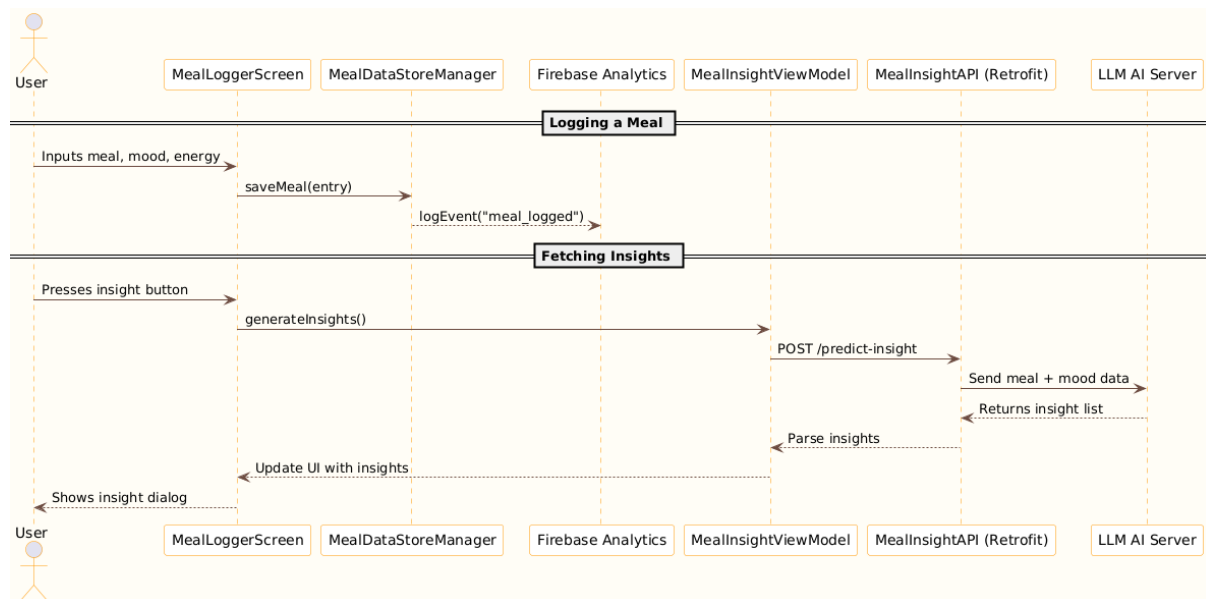 User
MealLoggerScreen
MealDataStoreManager
Firebase Analytics
MealInsightViewModel
MealInsightAPI (Retrofit)
LLM AI Server
Logging a Meal
Inputs meal, mood, energy
saveMeal(entry)
logEvent("meal_logged")
Fetching Insights
Presses insight button
generateInsights()
POST /predict-insight
Send meal + mood data
Returns insight list
Parse insights
Update UI with insights
Shows insight dialog
User
MealLoggerScreen
MealDataStoreManager
Firebase Analytics
MealInsightViewModel
MealInsightAPI (Retrofit)
LLM AI Server